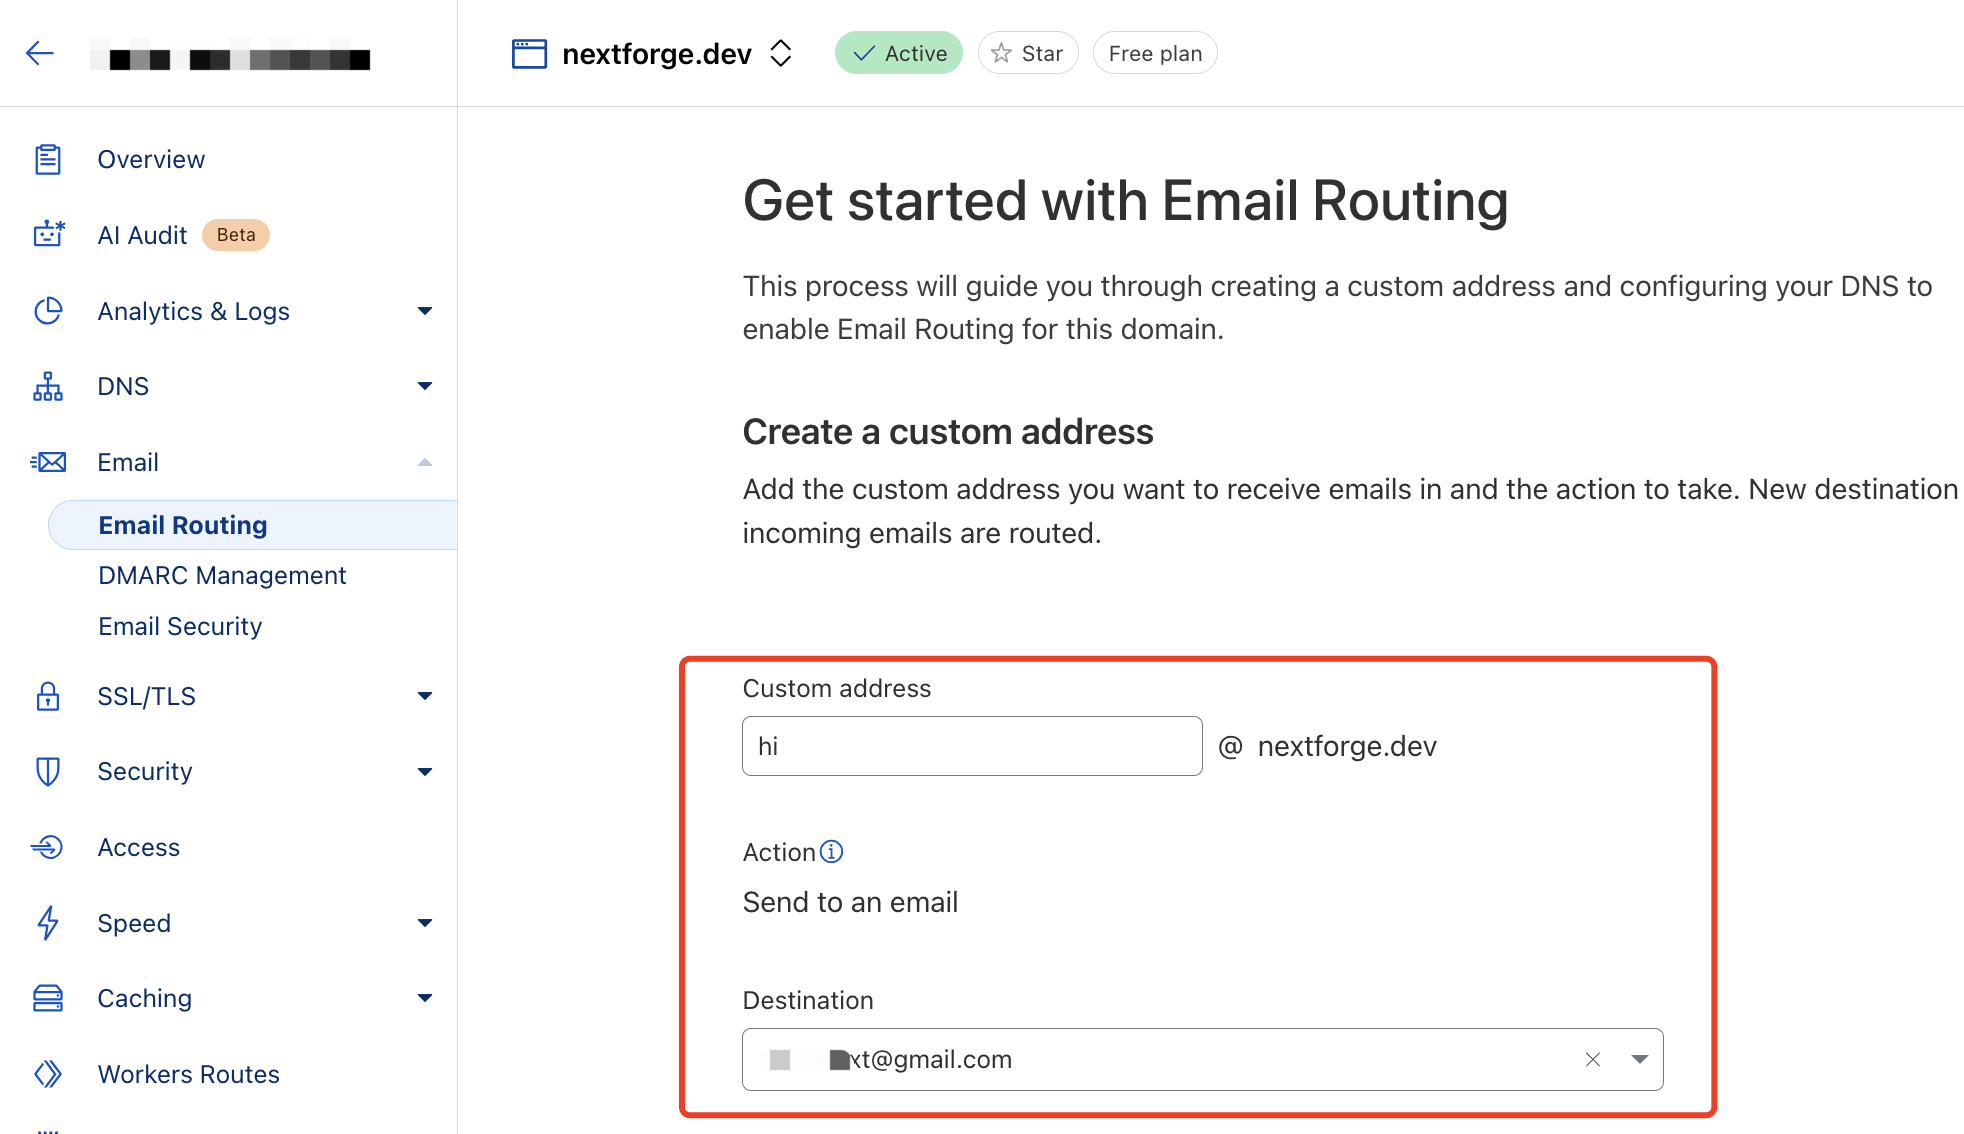 nextforge.dev
Active
Star
Free plan
Overview
AI Audit Beta
Analytics & Logs
DNS
Email
Email Routing
DMARC Management
Email Security
SSL/TLS
Security
Access
Speed
Caching
Workers Routes
Get started with Email Routing
This process will guide you through creating a custom address and configuring your DNS to
enable Email Routing for this domain.
Create a custom address
Add the custom address you want to receive emails in and the action to take. New destination
incoming emails are routed.
Custom address
hi @ nextforge.dev
Action
Send to an email
Destination
xt@gmail.com